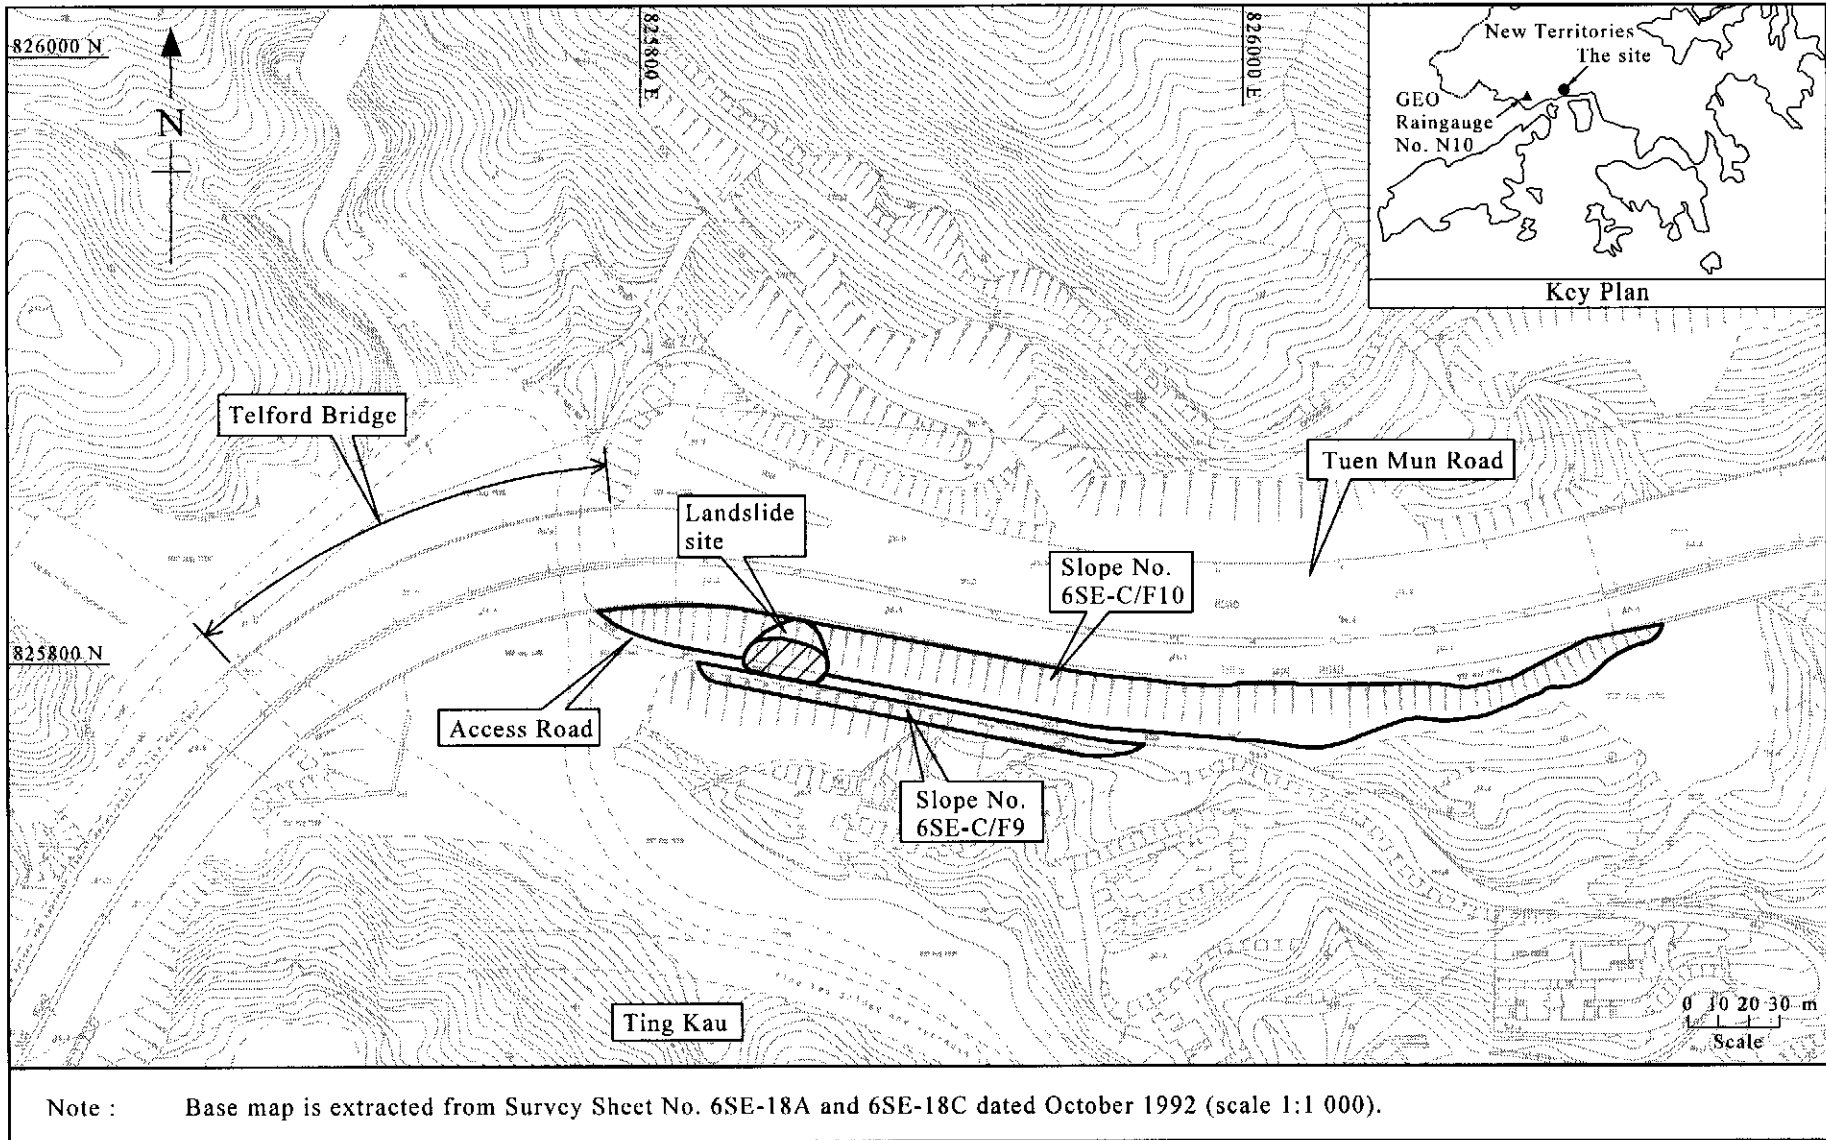 826000 N
825800 E
826000 E
N
New Territories
The site
GEO
Raingauge
No. N10
Key Plan
Telford Bridge
Tuen Mun Road
Landslide
site
Slope No.
6SE-C/F10
825800 N
Access Road
Slope No.
6SE-C/F9
Ting Kau
0 10 20 30 m
Scale
Note : Base map is extracted from Survey Sheet No. 6SE-18A and 6SE-18C dated October 1992 (scale 1:1 000).